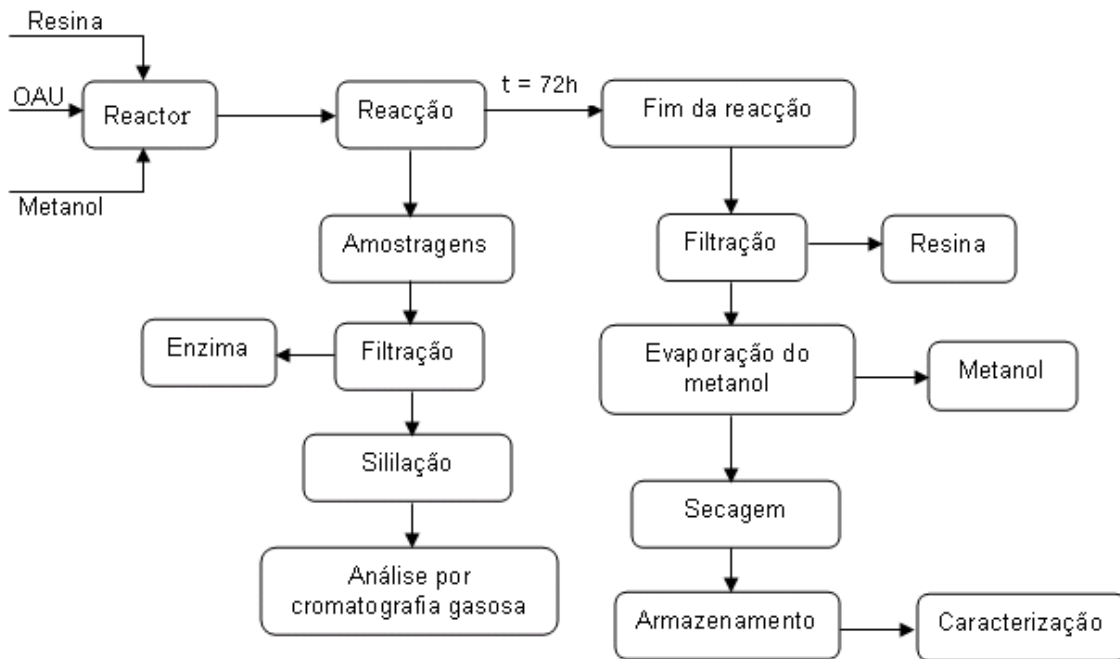 Resina
OAU
Metanol
Reactor
Reacção
t = 72h
Fim da reacção
Amostragens
Filtração
Resina
Enzima
Filtração
Evaporação do
metanol
Metanol
Sililação
Secagem
Análise por
cromatografia gasosa
Armazenamento
Caracterização